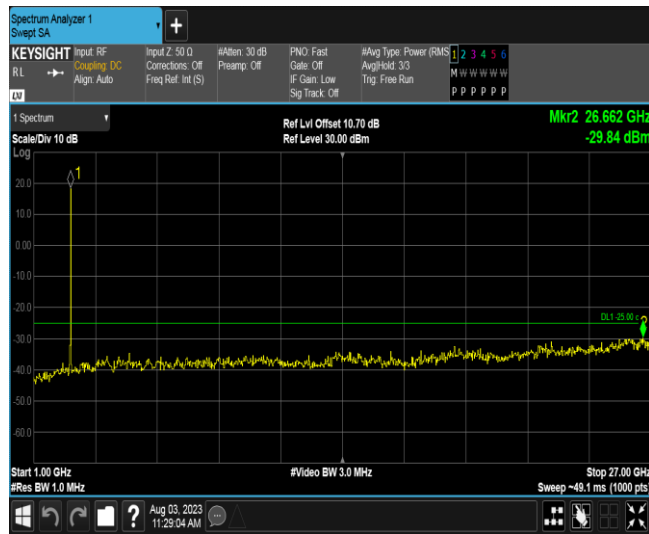 Spectrum Analyzer 1
Swept SA
KEYSIGHT
RL
LXI
Input: RF
Coupling: DC
Align: Auto
Input Z: 50 Ω
Corrections: Off
Freq Ref: Int (S)
#Atten: 30 dB
Preamp: Off
PNO: Fast
Gate: Off
IF Gain: Low
Sig Track: Off
#Avg Type: Power (RMS
Avg|Hold: 3/3
Trig: Free Run
1 2 3 4 5 6
M W W W W W
P P P P P P
1 Spectrum
Scale/Div 10 dB
Log
Ref Lvl Offset 10.70 dB
Ref Level 30.00 dBm
Mkr2 26.662 GHz
-29.84 dBm
1
20.0
10.0
0.00
-10.0
-20.0
DL1 -25.00 c
2
-30.0
-40.0
-50.0
-60.0
Start 1.00 GHz
#Video BW 3.0 MHz
Stop 27.00 GHz
#Res BW 1.0 MHz
Sweep ~49.1 ms (1000 pts
?
Aug 03, 2023
11:29:04 AM